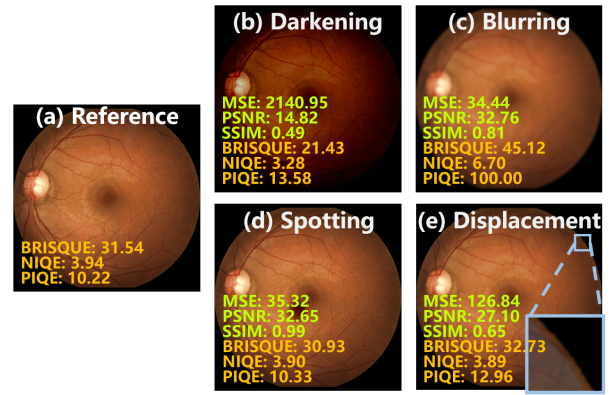 (a) Reference
BRISQUE: 31.54
NIQE: 3.94
PIQE: 10.22
(b) Darkening
MSE: 2140.95
PSNR: 14.82
SSIM: 0.49
BRISQUE: 21.43
NIQE: 3.28
PIQE: 13.58
(c) Blurring
MSE: 34.44
PSNR: 32.76
SSIM: 0.81
BRISQUE: 45.12
NIQE: 6.70
PIQE: 100.00
(d) Spotting
MSE: 35.32
PSNR: 32.65
SSIM: 0.99
BRISQUE: 30.93
NIQE: 3.90
PIQE: 10.33
(e) Displacement
MSE: 126.84
PSNR: 27.10
SSIM: 0.65
BRISQUE: 32.73
NIQE: 3.89
PIQE: 12.96